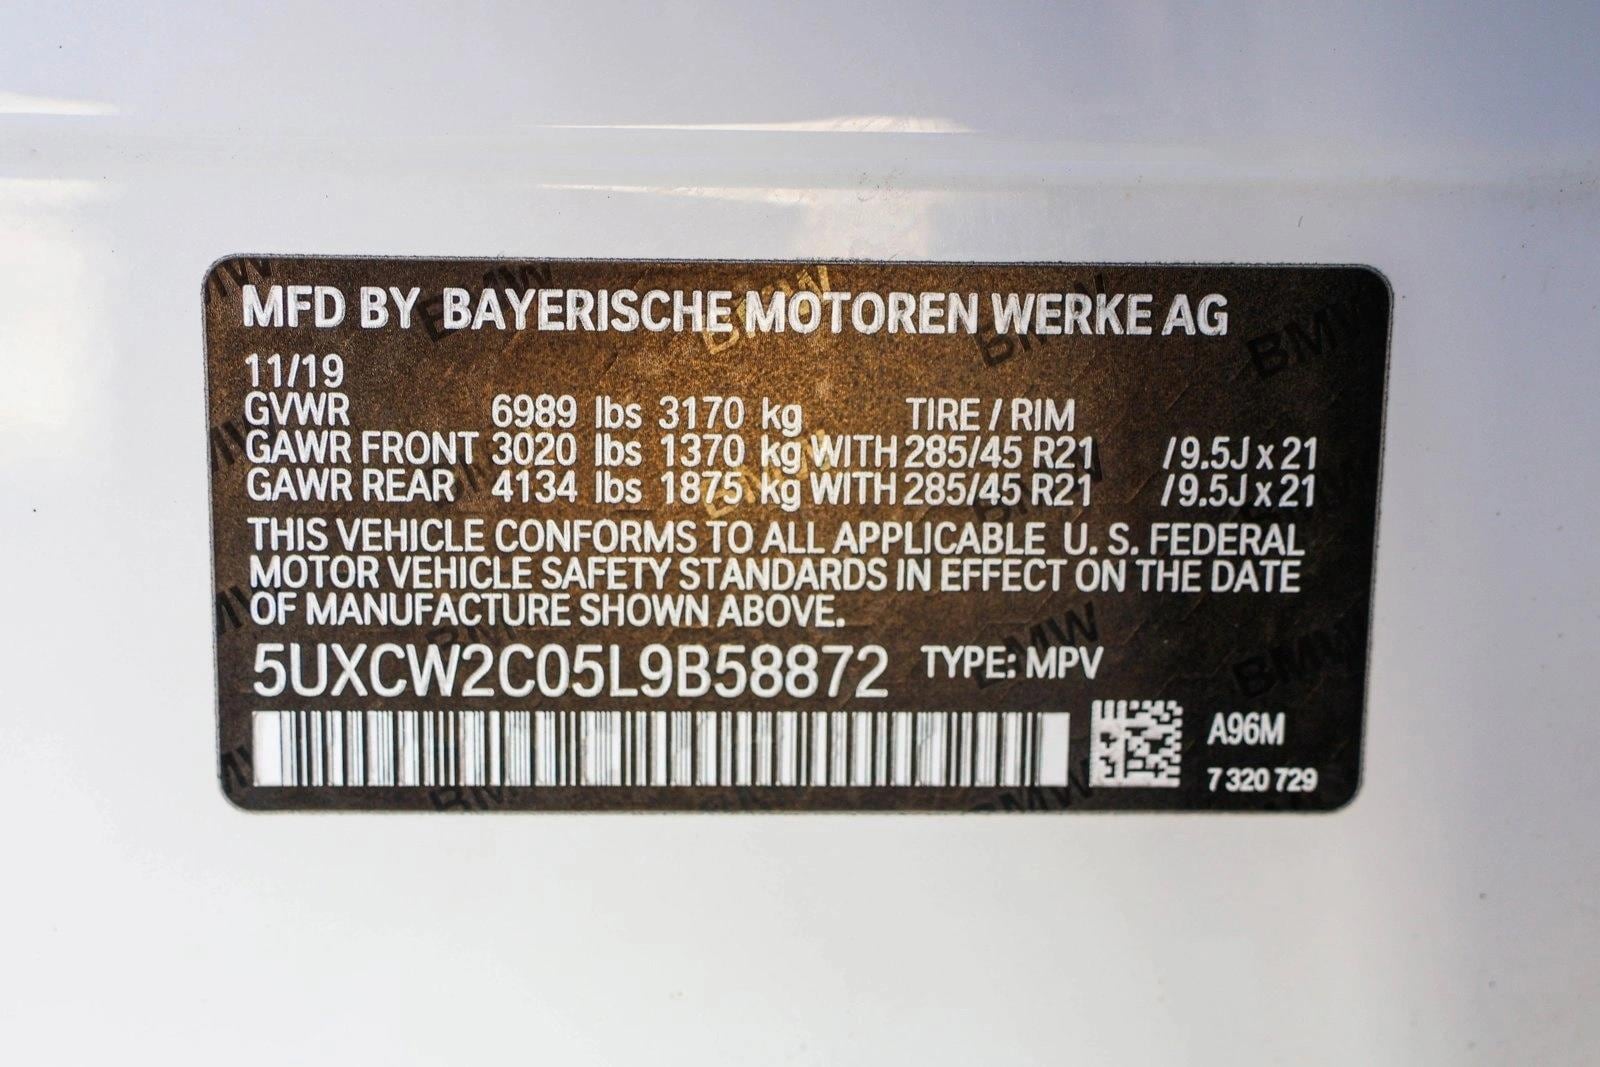 MFD BY BAYERISCHE MOTOREN WERKE AG
11/19
GVWR 6989 lbs 3170 kg TIRE / RIM
GAWR FRONT 3020 lbs 1370 kg WITH 285/45 R21 / 9.5J x 21
GAWR REAR 4134 lbs 1875 kg WITH 285/45 R21 / 9.5J x 21
THIS VEHICLE CONFORMS TO ALL APPLICABLE U. S. FEDERAL
MOTOR VEHICLE SAFETY STANDARDS IN EFFECT ON THE DATE
OF MANUFACTURE SHOWN ABOVE.
5UXCW2C05L9B58872 TYPE: MPV
A96M
7 320 729